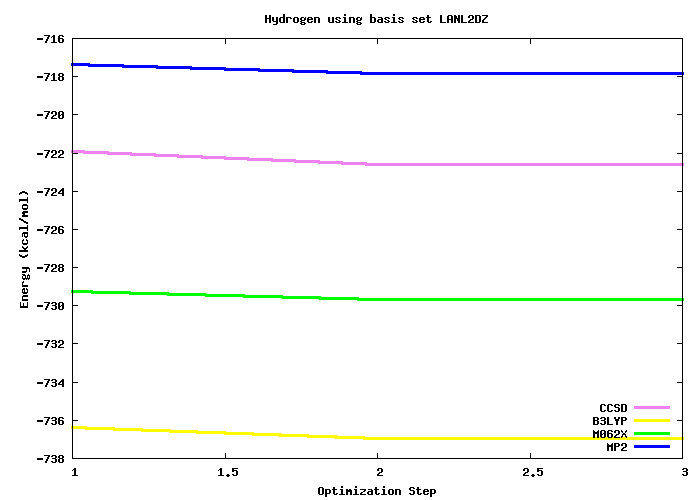 Hydrogen using basis set LANL2DZ
-716
-718
-720
-722
-724
-726
-728
-730
-732
-734
-736
-738
Energy (kcal/mol)
CCSD
B3LYP
M062X
MP2
1 1.5 2 2.5 3
Optimization Step